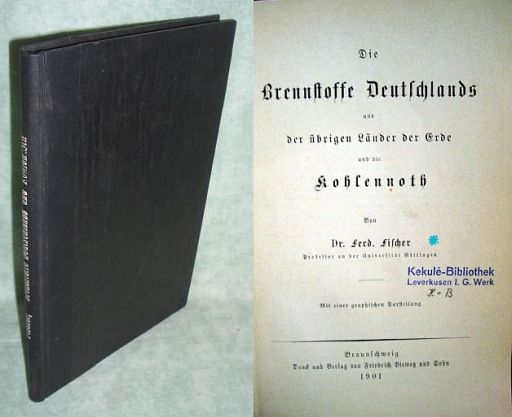 Die
Brennstoffe Deutschlands
und
der übrigen Länder der Erde
und die
Kohlennoth
Von
Dr. Ferd. Fischer
Professor an der Universität Göttingen
Kekulé-Bibliothek
Leverkusen I. G. Werk
K-B
Mit einer graphischen Darstellung
Braunschweig
Druck und Verlag von Friedrich Vieweg und Sohn
1901